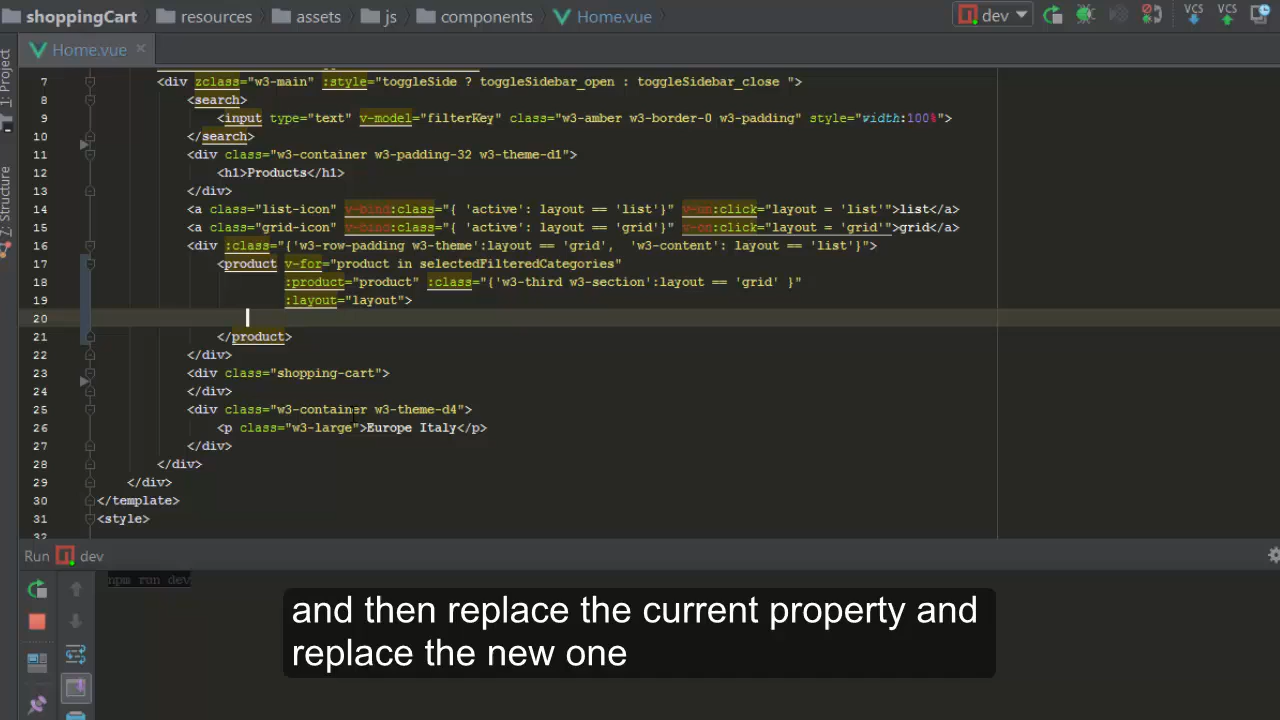 shoppingCart resources assets js components Home.vue dev VCS VCS
Home.vue
1: Project
Z: Structure
7 <div zclass="w3-main" :style="toggleSide ? toggleSidebar_open : toggleSidebar_close ">
8 <search>
9 <input type="text" v-model="filterKey" class="w3-amber w3-border-0 w3-padding" style="width:100%">
10 </search>
11 <div class="w3-container w3-padding-32 w3-theme-d1">
12 <h1>Products</h1>
13 </div>
14 <a class="list-icon" v-bind:class="{ 'active': layout == 'list'}" v-on:click="layout = 'list'">list</a>
15 <a class="grid-icon" v-bind:class="{ 'active': layout == 'grid'}" v-on:click="layout = 'grid'">grid</a>
16 <div :class="{'w3-row-padding w3-theme':layout == 'grid', 'w3-content': layout == 'list'}">
17 <product v-for="product in selectedFilteredCategories"
18 :product="product" :class="{'w3-third w3-section':layout == 'grid' }"
19 :layout="layout">
20
21 </product>
22 </div>
23 <div class="shopping-cart">
24 </div>
25 <div class="w3-container w3-theme-d4">
26 <p class="w3-large">Europe Italy</p>
27 </div>
28 </div>
29 </div>
30 </template>
31 <style>
32
Run dev
npm run dev
and then replace the current property and
replace the new one